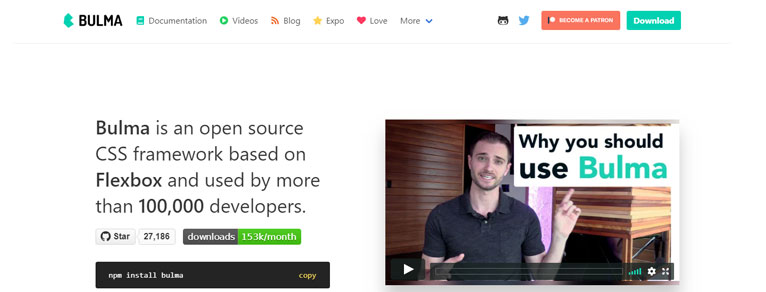 BULMA Documentation Videos Blog Expo Love More BECOME A PATRON Download
Bulma is an open source
CSS framework based on
Flexbox and used by more
than 100,000 developers.
Star 27,186 downloads 153k/month
npm install bulma copy
Why you should
use Bulma